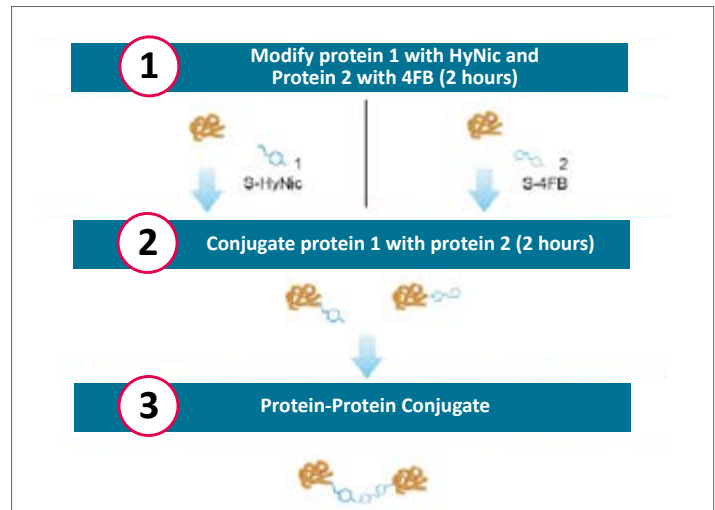 1
Modify protein 1 with HyNic and
Protein 2 with 4FB (2 hours)
1
S-HyNic
2
S-4FB
2
Conjugate protein 1 with protein 2 (2 hours)
3
Protein-Protein Conjugate